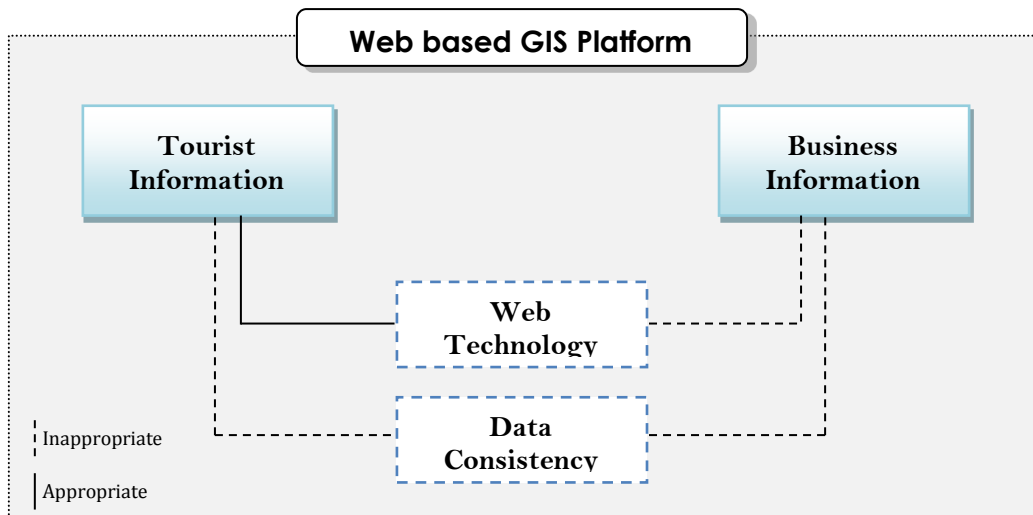 Web based GIS Platform
Tourist
Information
Business
Information
Web
Technology
Data
Consistency
Inappropriate
Appropriate